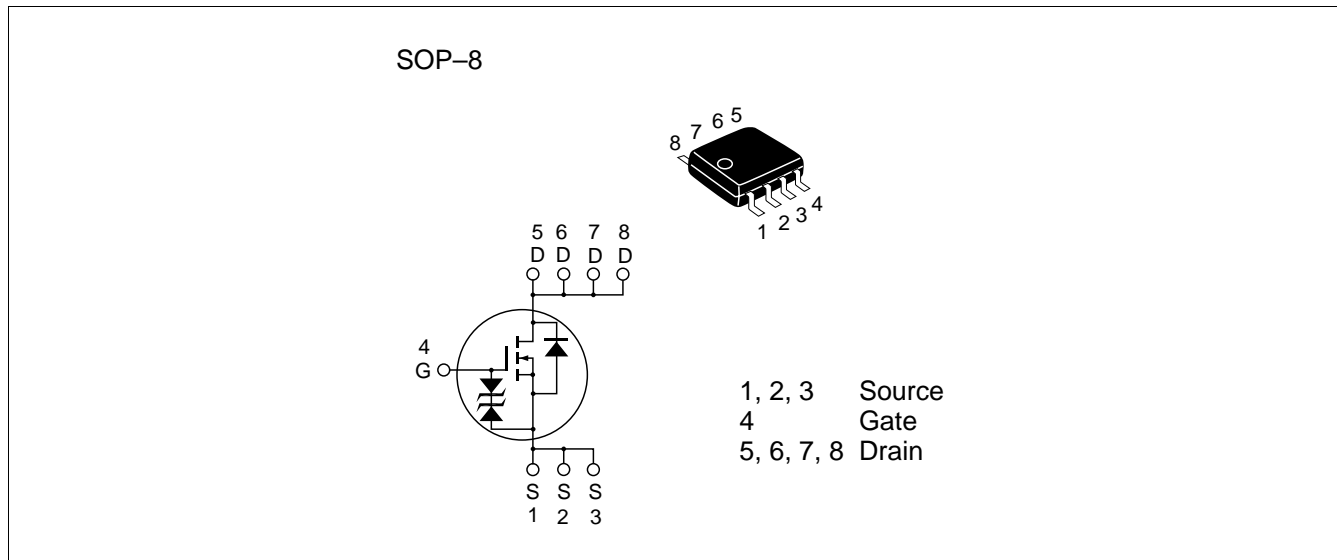 SOP–8
8 7 6 5
1 2 3 4
5 6 7 8
D D D D
4
G
S S S
1 2 3
1, 2, 3 Source
4 Gate
5, 6, 7, 8 Drain